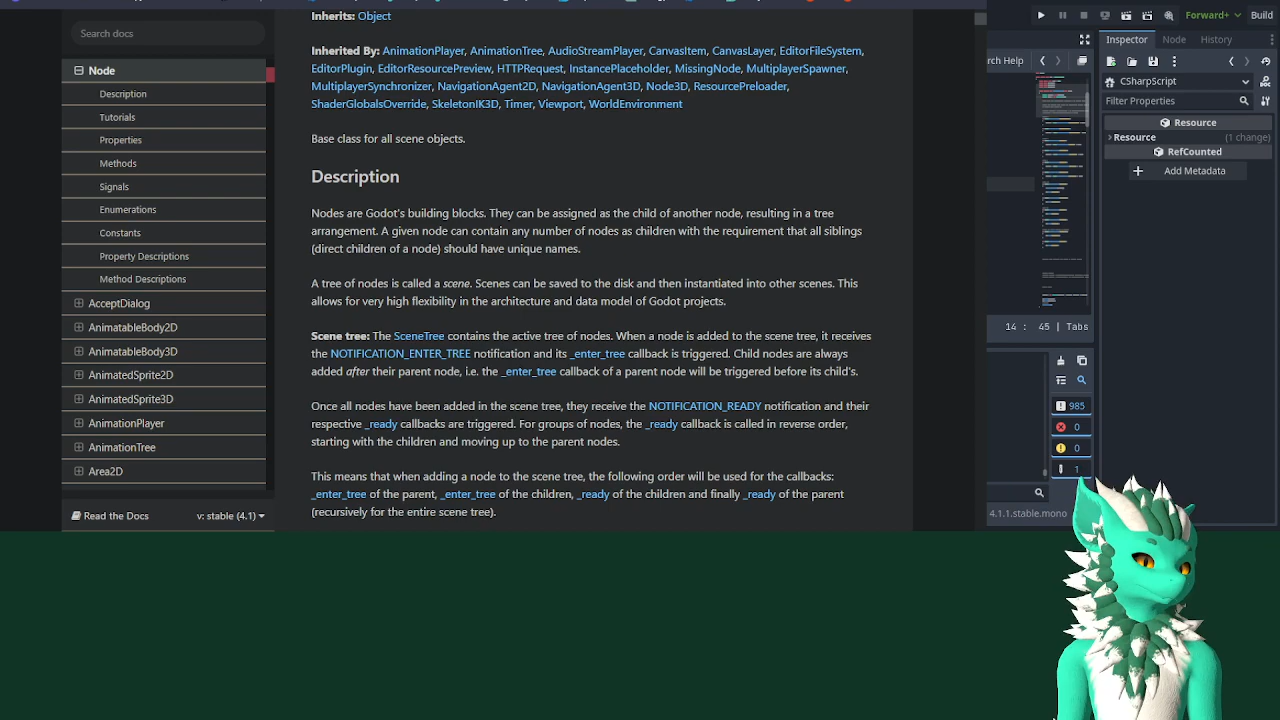 Inherits: Object
Search docs
Node
Description
Tutorials
Properties
Methods
Signals
Enumerations
Constants
Property Descriptions
Method Descriptions
AcceptDialog
AnimatableBody2D
AnimatableBody3D
AnimatedSprite2D
AnimatedSprite3D
AnimationPlayer
AnimationTree
Area2D
Read the Docs
v: stable (4.1)
Inherited By: AnimationPlayer, AnimationTree, AudioStreamPlayer, CanvasItem, CanvasLayer, EditorFileSystem,
EditorPlugin, EditorResourcePreview, HTTPRequest, InstancePlaceholder, MissingNode, MultiplayerSpawner,
MultiplayerSynchronizer, NavigationAgent2D, NavigationAgent3D, Node3D, ResourcePreloader,
ShaderGlobalsOverride, SkeletonIK3D, Timer, Viewport, WorldEnvironment
Base class for all scene objects.
Description
Nodes are Godot's building blocks. They can be assigned as the child of another node, resulting in a tree
arrangement. A given node can contain any number of nodes as children with the requirement that all siblings
(direct children of a node) should have unique names.
A tree of nodes is called a scene. Scenes can be saved to the disk and then instantiated into other scenes. This
allows for very high flexibility in the architecture and data model of Godot projects.
Scene tree: The SceneTree contains the active tree of nodes. When a node is added to the scene tree, it receives
the NOTIFICATION_ENTER_TREE notification and its _enter_tree callback is triggered. Child nodes are always
added after their parent node, i.e. the _enter_tree callback of a parent node will be triggered before its child's.
Once all nodes have been added in the scene tree, they receive the NOTIFICATION_READY notification and their
respective _ready callbacks are triggered. For groups of nodes, the _ready callback is called in reverse order,
starting with the children and moving up to the parent nodes.
This means that when adding a node to the scene tree, the following order will be used for the callbacks:
_enter_tree of the parent, _enter_tree of the children, _ready of the children and finally _ready of the parent
(recursively for the entire scene tree).
Forward+
Build
rch Help
Inspector
Node
History
CSharpScript
Filter Properties
Resource
Resource
(1 change)
RefCounted
Add Metadata
14 : 45 | Tabs
985
0
0
1
4.1.1.stable.mono